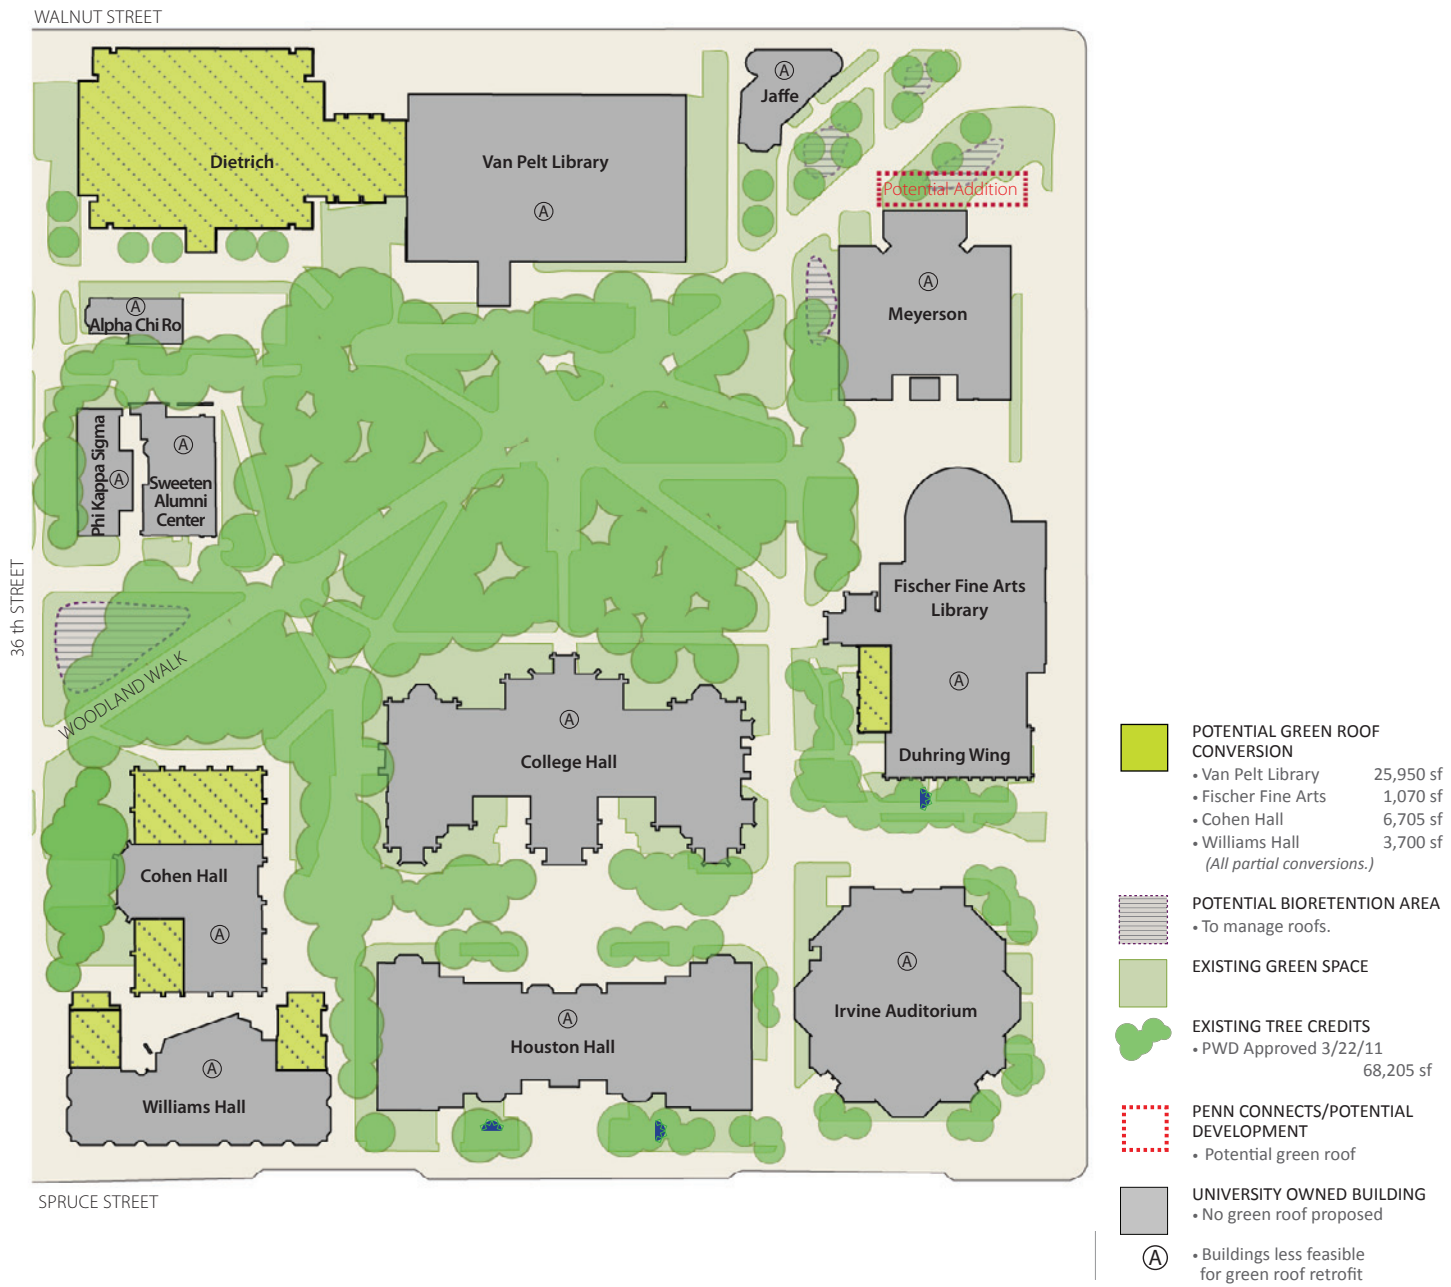 WALNUT STREET
A
Jaffe
Dietrich
Van Pelt Library
A
Potential Addition
A
Meyerson
A
Alpha Chi Ro
Phi Kappa Sigma
A
A
Sweeten
Alumni
Center
36 th STREET
WOODLAND WALK
Fischer Fine Arts
Library
A
Duhring Wing
A
College Hall
Cohen Hall
A
A
Irvine Auditorium
A
Houston Hall
A
Williams Hall
SPRUCE STREET
POTENTIAL GREEN ROOF
CONVERSION
• Van Pelt Library 25,950 sf
• Fischer Fine Arts 1,070 sf
• Cohen Hall 6,705 sf
• Williams Hall 3,700 sf
(All partial conversions.)
POTENTIAL BIORETENTION AREA
• To manage roofs.
EXISTING GREEN SPACE
EXISTING TREE CREDITS
• PWD Approved 3/22/11
68,205 sf
PENN CONNECTS/POTENTIAL
DEVELOPMENT
• Potential green roof
UNIVERSITY OWNED BUILDING
• No green roof proposed
A • Buildings less feasible
for green roof retrofit